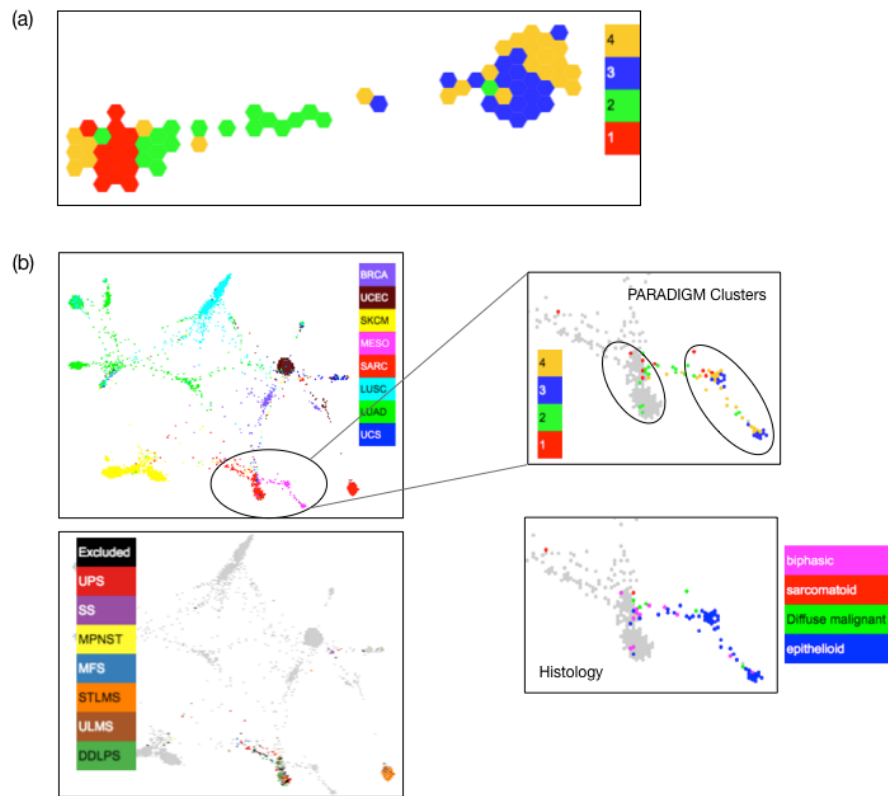 (a)
4
3
2
1
(b)
BRCA
UCEC
SKCM
MESO
SARC
LUSC
LUAD
UCS
PARADIGM Clusters
4
3
2
1
Excluded
UPS
SS
MPNST
MFS
STLMS
ULMS
DDLPS
Histology
biphasic
sarcomatoid
Diffuse malignant
epithelioid